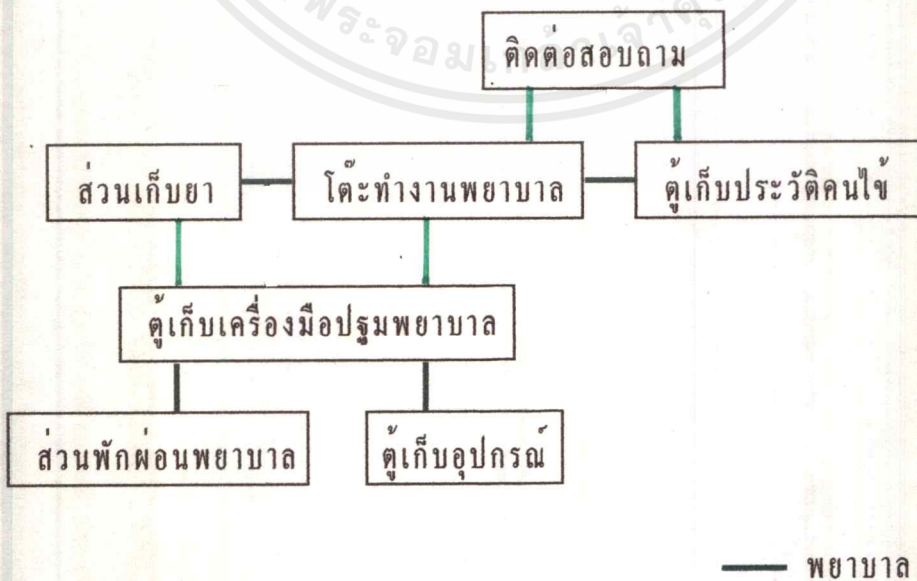 ติดต่อสอบถาม
ส่วนเก็บยา
โต๊ะทำงานพยาบาล
ตู้เก็บประวัติคนไข้
ตู้เก็บเครื่องมือปฐมพยาบาล
ส่วนพักผ่อนพยาบาล
ตู้เก็บอุปกรณ์
พยาบาล